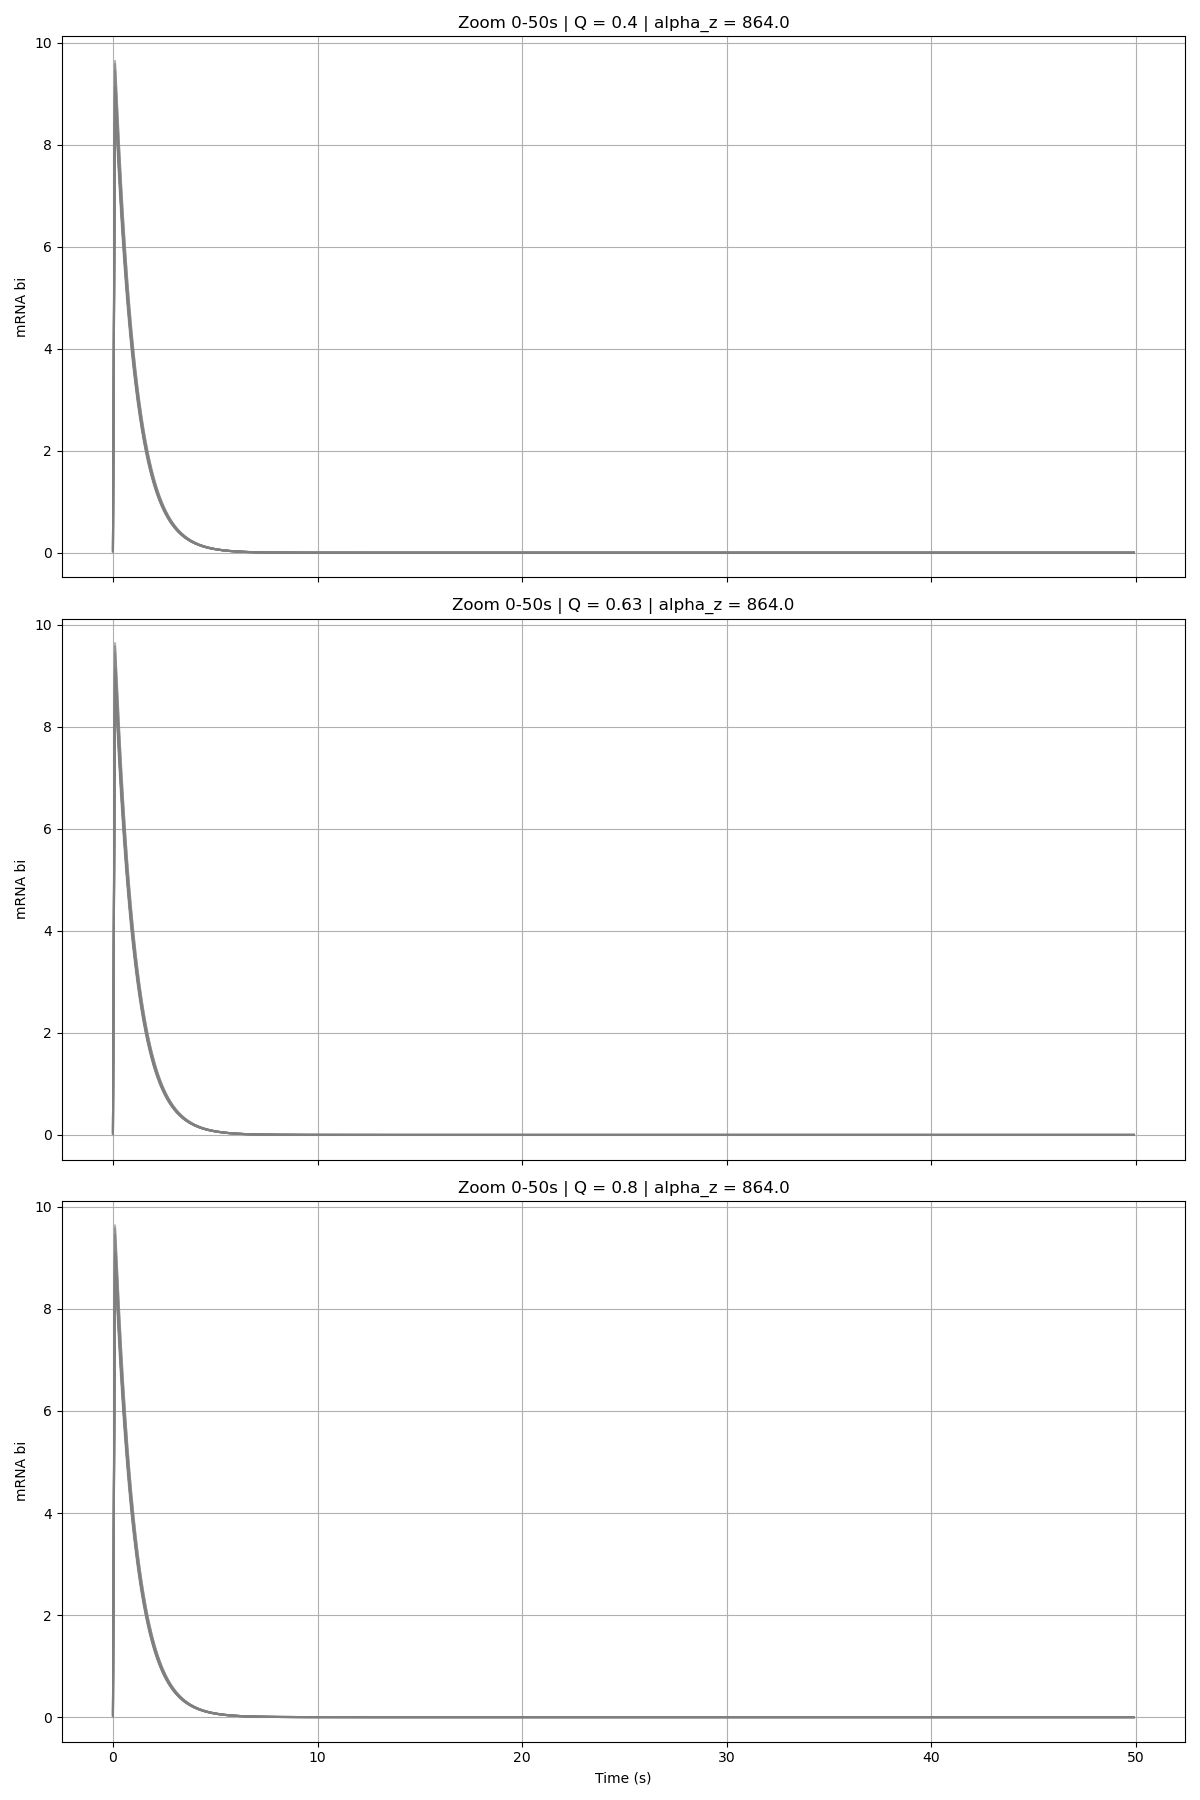 Zoom 0-50s | Q = 0.4 | alpha_z = 864.0
10
8
6
4
2
0
mRNA bi
Zoom 0-50s | Q = 0.63 | alpha_z = 864.0
10
8
6
4
2
0
mRNA bi
Zoom 0-50s | Q = 0.8 | alpha_z = 864.0
10
8
6
4
2
0
mRNA bi
0 10 20 30 40 50
Time (s)